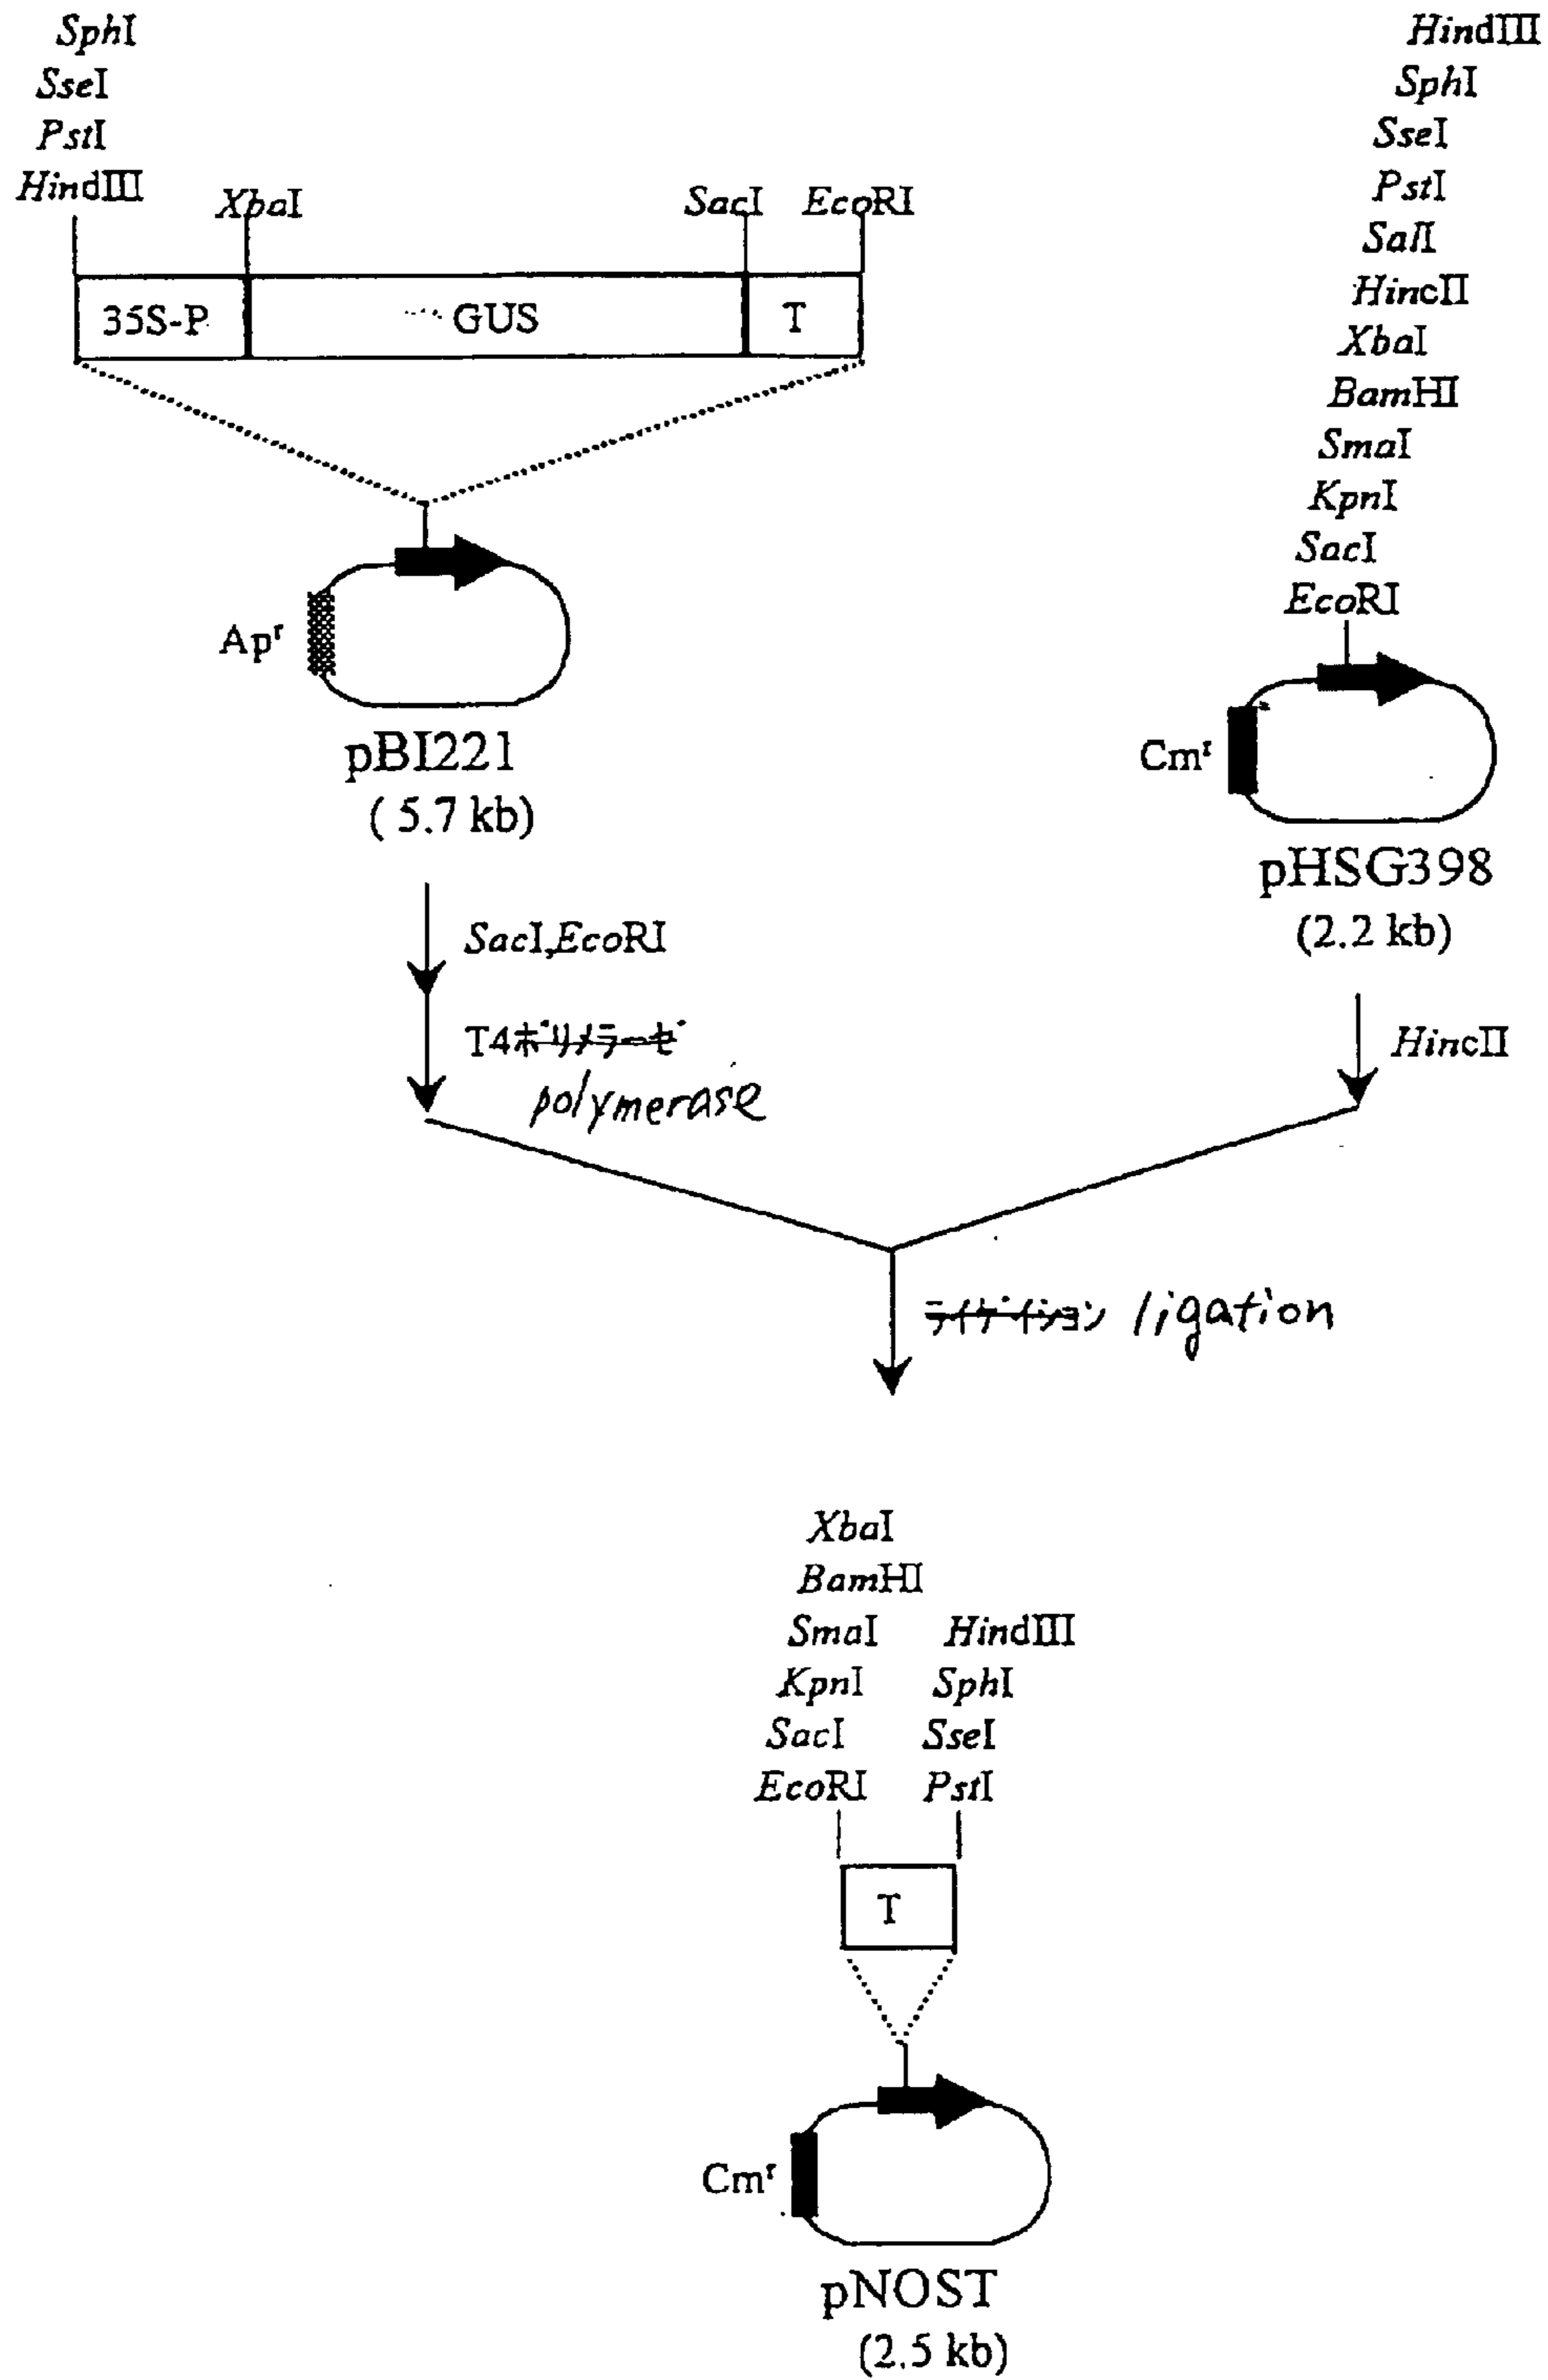 SphI
SseI
PstI
HindIII
XbaI
SacI
EcoRI
35S-P
GUS
T
Apʳ
pBI221
( 5.7 kb)
HindIII
SphI
SseI
PstI
SalI
HincII
XbaI
BamHI
SmaI
KpnI
SacI
EcoRI
Cmʳ
pHSG398
(2.2 kb)
SacI,EcoRI
T4ポリメラーゼ
polymerase
HincII
ライゲイション ligation
XbaI
BamHI
SmaI
KpnI
SacI
EcoRI
HindIII
SphI
SseI
PstI
T
Cmʳ
pNOST
(2.5 kb)